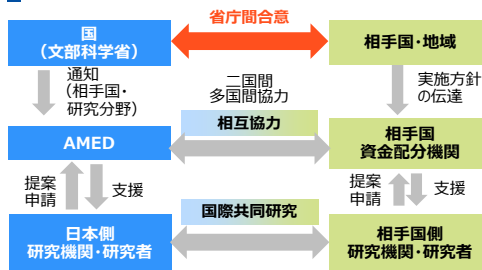 省庁間合意
国
(文部科学省)
相手国・地域
通知
(相手国・
研究分野)
二国間
多国間協力
実施方針
の伝達
AMED
相互協力
相手国
資金配分機関
提案
申請
支援
提案
申請
支援
国際共同研究
日本側
研究機関・研究者
相手国側
研究機関・研究者